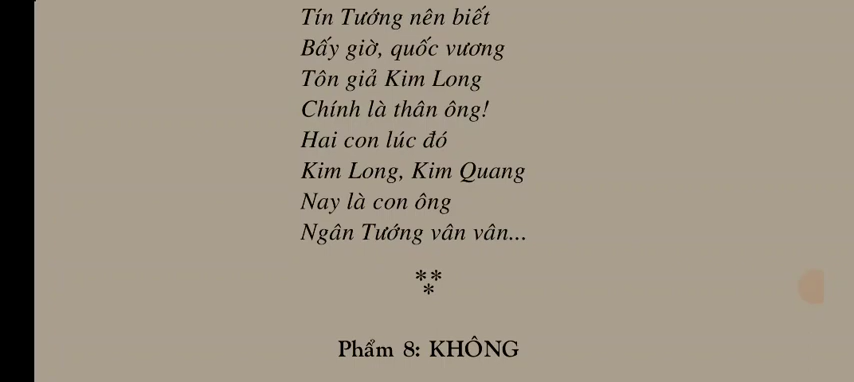 Tín Tướng nên biết
Bấy giờ, quốc vương
Tôn giả Kim Long
Chính là thân ông!
Hai con lúc đó
Kim Long, Kim Quang
Nay là con ông
Ngân Tướng vân vân...
**
*
Phẩm 8: KHÔNG